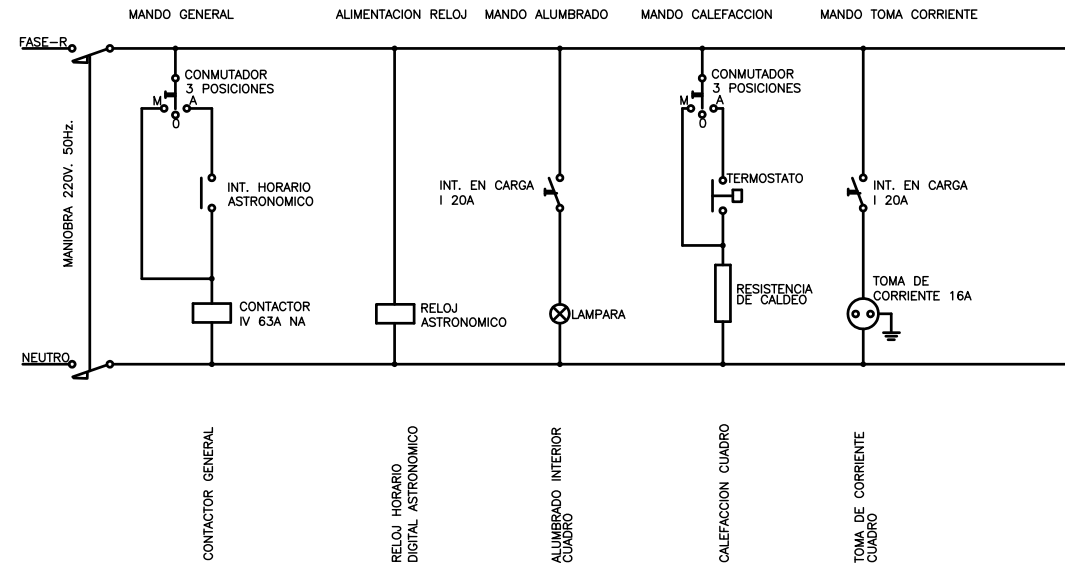 MANDO GENERAL
ALIMENTACION RELOJ
MANDO ALUMBRADO
MANDO CALEFACCION
MANDO TOMA CORRIENTE
FASE-R
CONMUTADOR
3 POSICIONES
M
A
O
CONMUTADOR
3 POSICIONES
M
A
O
MANIOBRA 220V. 50Hz.
INT. HORARIO
ASTRONOMICO
INT. EN CARGA
I 20A
TERMOSTATO
INT. EN CARGA
I 20A
CONTACTOR
IV 63A NA
RELOJ
ASTRONOMICO
LAMPARA
RESISTENCIA
DE CALDEO
TOMA DE
CORRIENTE 16A
NEUTRO
CONTACTOR GENERAL
RELOJ HORARIO
DIGITAL ASTRONOMICO
ALUMBRADO INTERIOR
CUADRO
CALEFACCION CUADRO
TOMA DE CORRIENTE
CUADRO